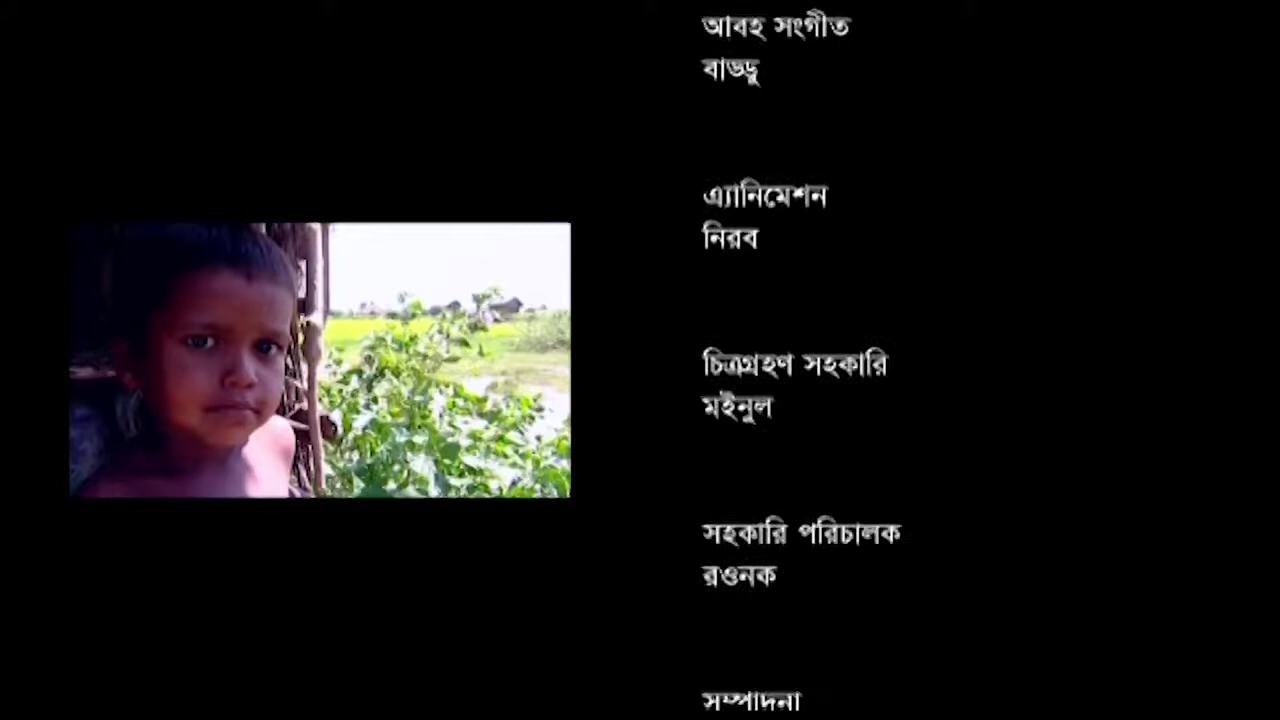 আবহ সংগীত
বাড্ডু
এ্যানিমেশন
নিরব
চিত্রগ্রহণ সহকারি
মইনুল
সহকারি পরিচালক
রওনক
সম্পাদনা